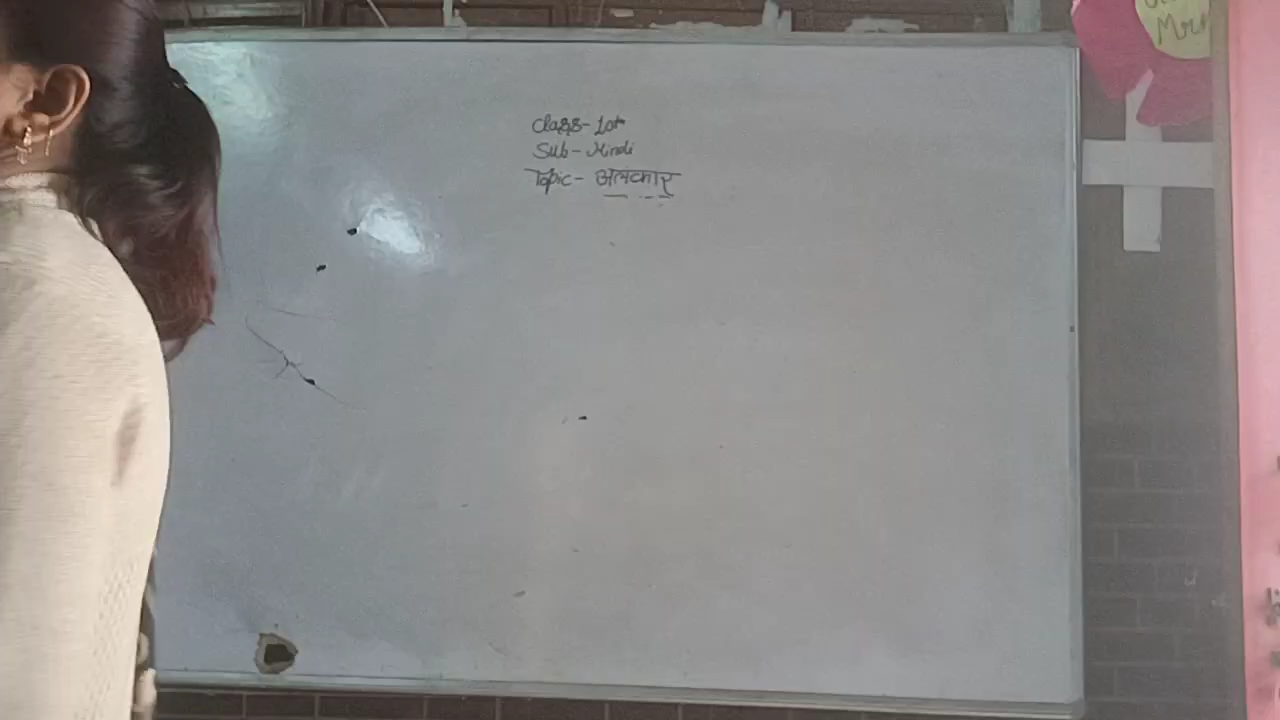 Class- 10th
Sub- Hindi
Topic- अलंकार